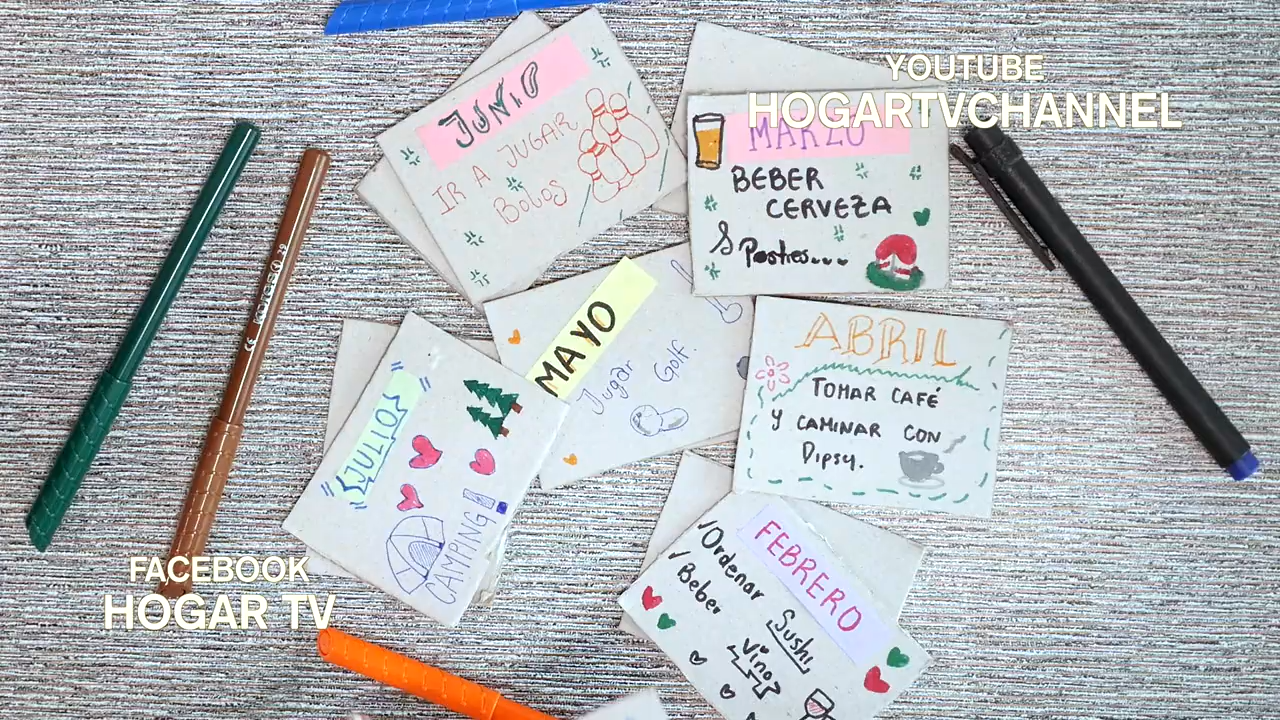 YOUTUBE
HOGARTVCHANNEL
JUNIO
IR A JUGAR
BOLOS
MARZO
BEBER
CERVEZA
& Postres...
MAYO
Jugar Golf.
ABRIL
TOMAR CAFÉ
Y CAMINAR CON
Dipsy.
JULIO
CAMPING!
FEBRERO
✓Ordenar Sushi
✓Beber Vino
FACEBOOK
HOGAR TV